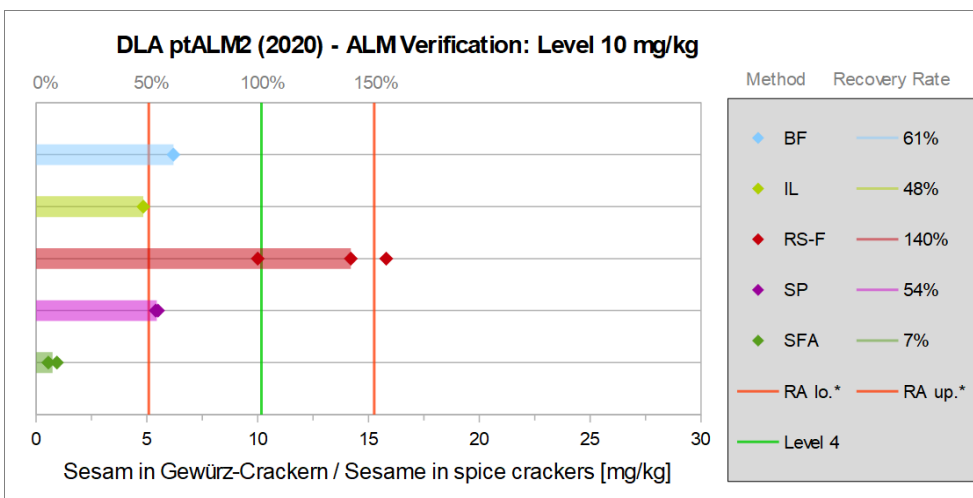 DLA ptALM2 (2020) - ALM Verification: Level 10 mg/kg
0% 50% 100% 150%
Method Recovery Rate
BF 61%
IL 48%
RS-F 140%
SP 54%
SFA 7%
RA lo.* RA up.*
Level 4
0 5 10 15 20 25 30
Sesam in Gewürz-Crackern / Sesame in spice crackers [mg/kg]